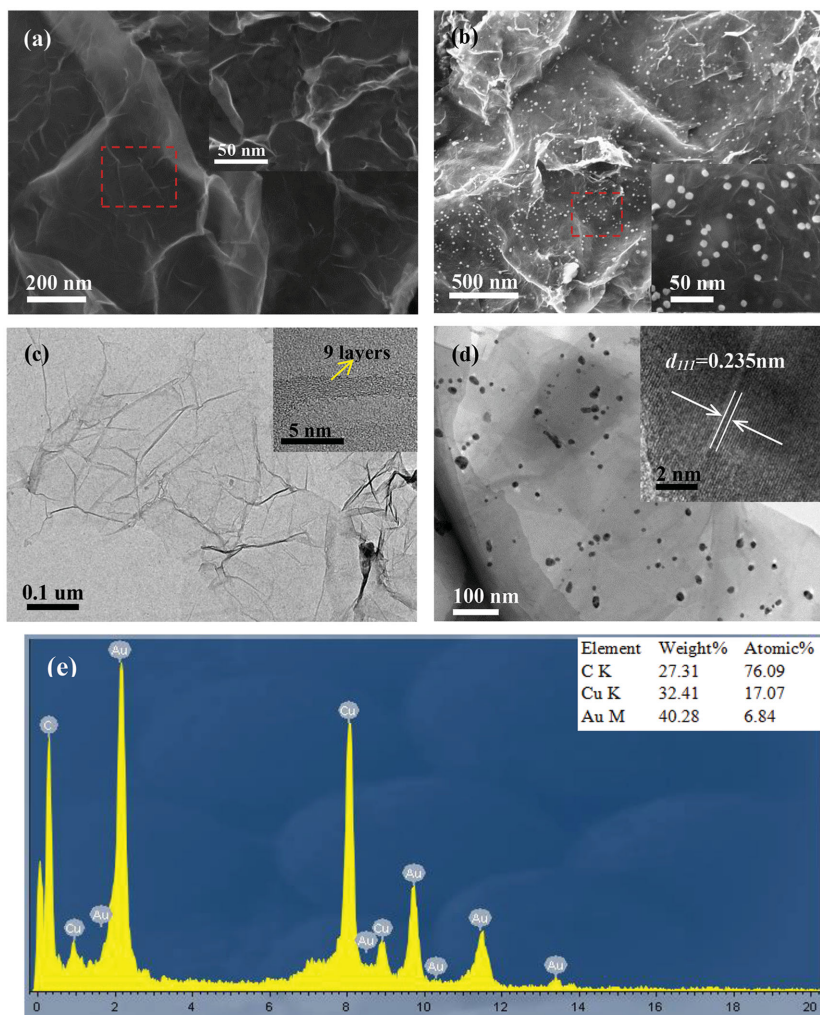 (a)
50 nm
200 nm
(b)
500 nm
50 nm
(c)
9 layers
5 nm
0.1 um
(d)
d111=0.235nm
2 nm
100 nm
(e)
Element Weight% Atomic%
C K 27.31 76.09
Cu K 32.41 17.07
Au M 40.28 6.84
Au
C
Cu
Cu
Au
Au
Cu
Au
Au
Au
Au
0 2 4 6 8 10 12 14 16 18 20